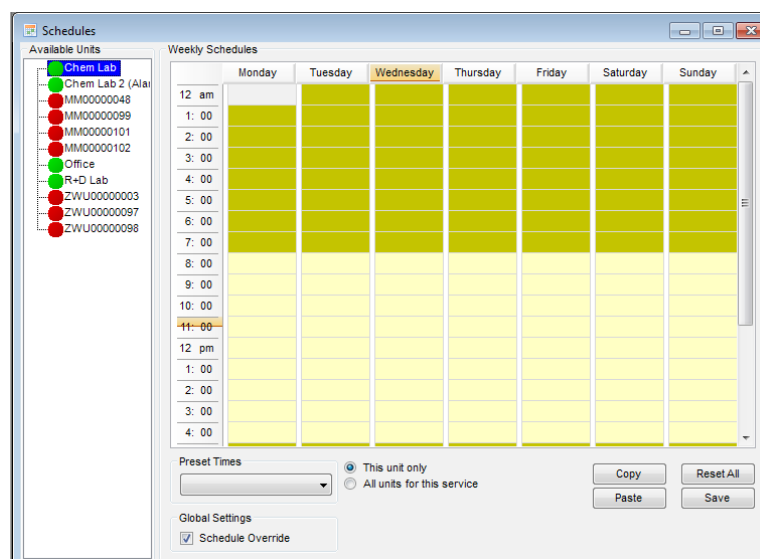 Schedules
Available Units
Chem Lab
Chem Lab 2 (Alar
MM00000048
MM00000099
MM00000101
MM00000102
Office
R+D Lab
ZWU00000003
ZWU00000097
ZWU00000098
Weekly Schedules
Monday Tuesday Wednesday Thursday Friday Saturday Sunday
12 am
1: 00
2: 00
3: 00
4: 00
5: 00
6: 00
7: 00
8: 00
9: 00
10: 00
11: 00
12 pm
1: 00
2: 00
3: 00
4: 00
Preset Times
This unit only
All units for this service
Copy
Reset All
Paste
Save
Global Settings
Schedule Override